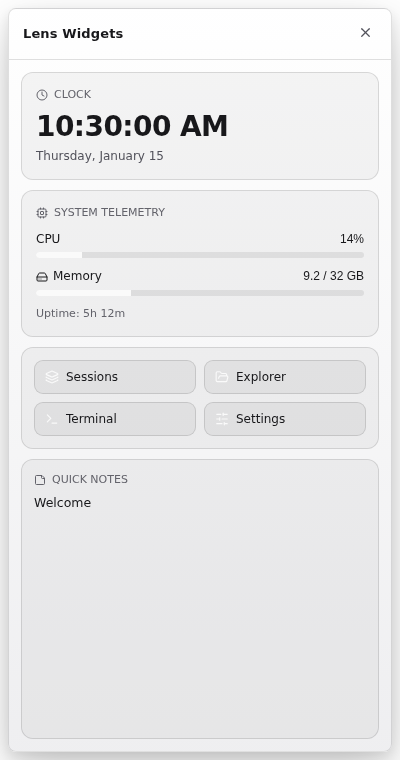 Lens Widgets
CLOCK
10:30:00 AM
Thursday, January 15
SYSTEM TELEMETRY
CPU 14%
Memory 9.2 / 32 GB
Uptime: 5h 12m
Sessions Explorer
Terminal Settings
QUICK NOTES
Welcome